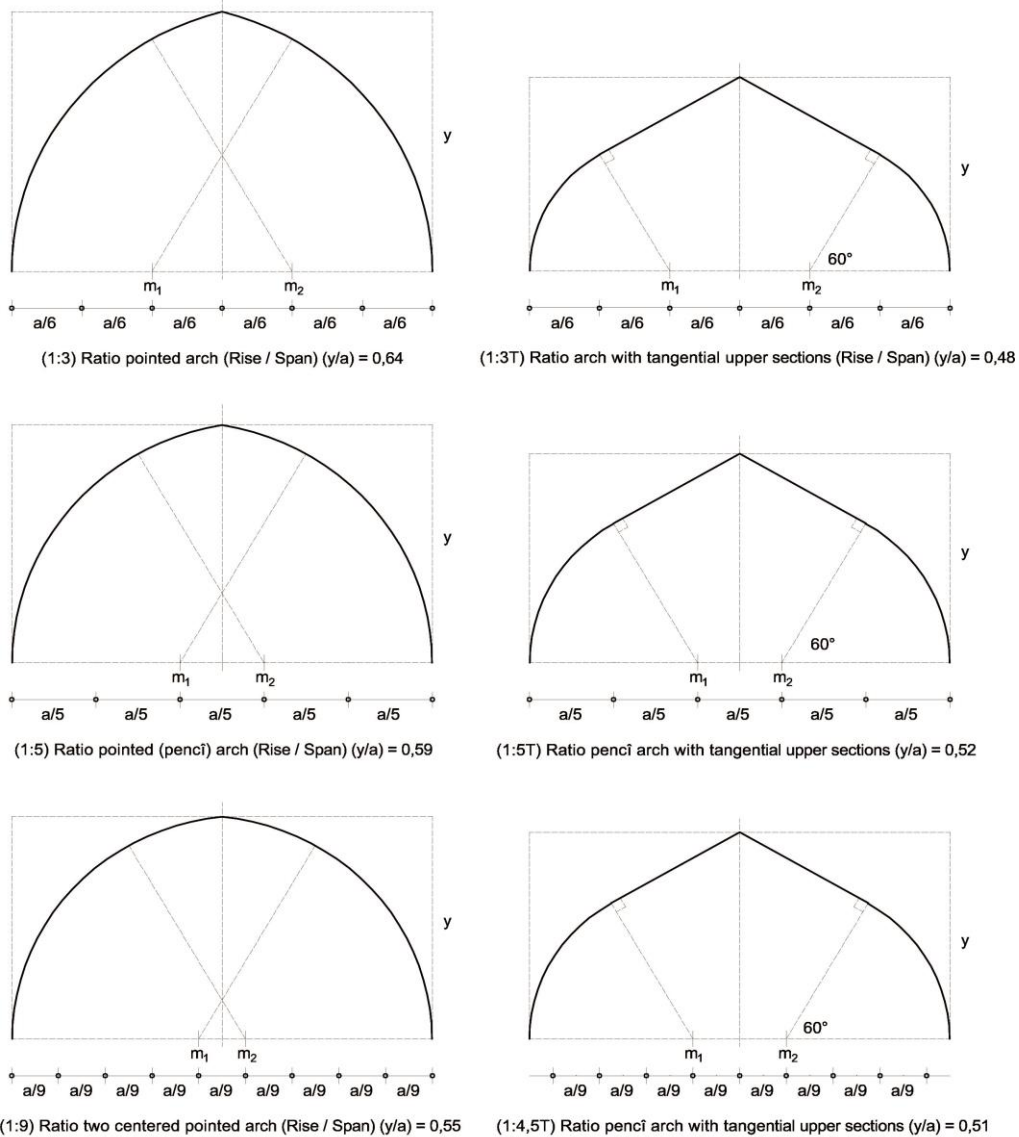 y
m1 m2
a/6 a/6 a/6 a/6 a/6 a/6
(1:3) Ratio pointed arch (Rise / Span) (y/a) = 0,64
y
60°
m1 m2
a/6 a/6 a/6 a/6 a/6 a/6
(1:3T) Ratio arch with tangential upper sections (Rise / Span) (y/a) = 0,48
y
m1 m2
a/5 a/5 a/5 a/5 a/5
(1:5) Ratio pointed (pencî) arch (Rise / Span) (y/a) = 0,59
y
60°
m1 m2
a/5 a/5 a/5 a/5 a/5
(1:5T) Ratio pencî arch with tangential upper sections (y/a) = 0,52
y
m1 m2
a/9 a/9 a/9 a/9 a/9 a/9 a/9 a/9 a/9
(1:9) Ratio two centered pointed arch (Rise / Span) (y/a) = 0,55
y
60°
m1 m2
a/9 a/9 a/9 a/9 a/9 a/9 a/9 a/9
(1:4,5T) Ratio pencî arch with tangential upper sections (y/a) = 0,51